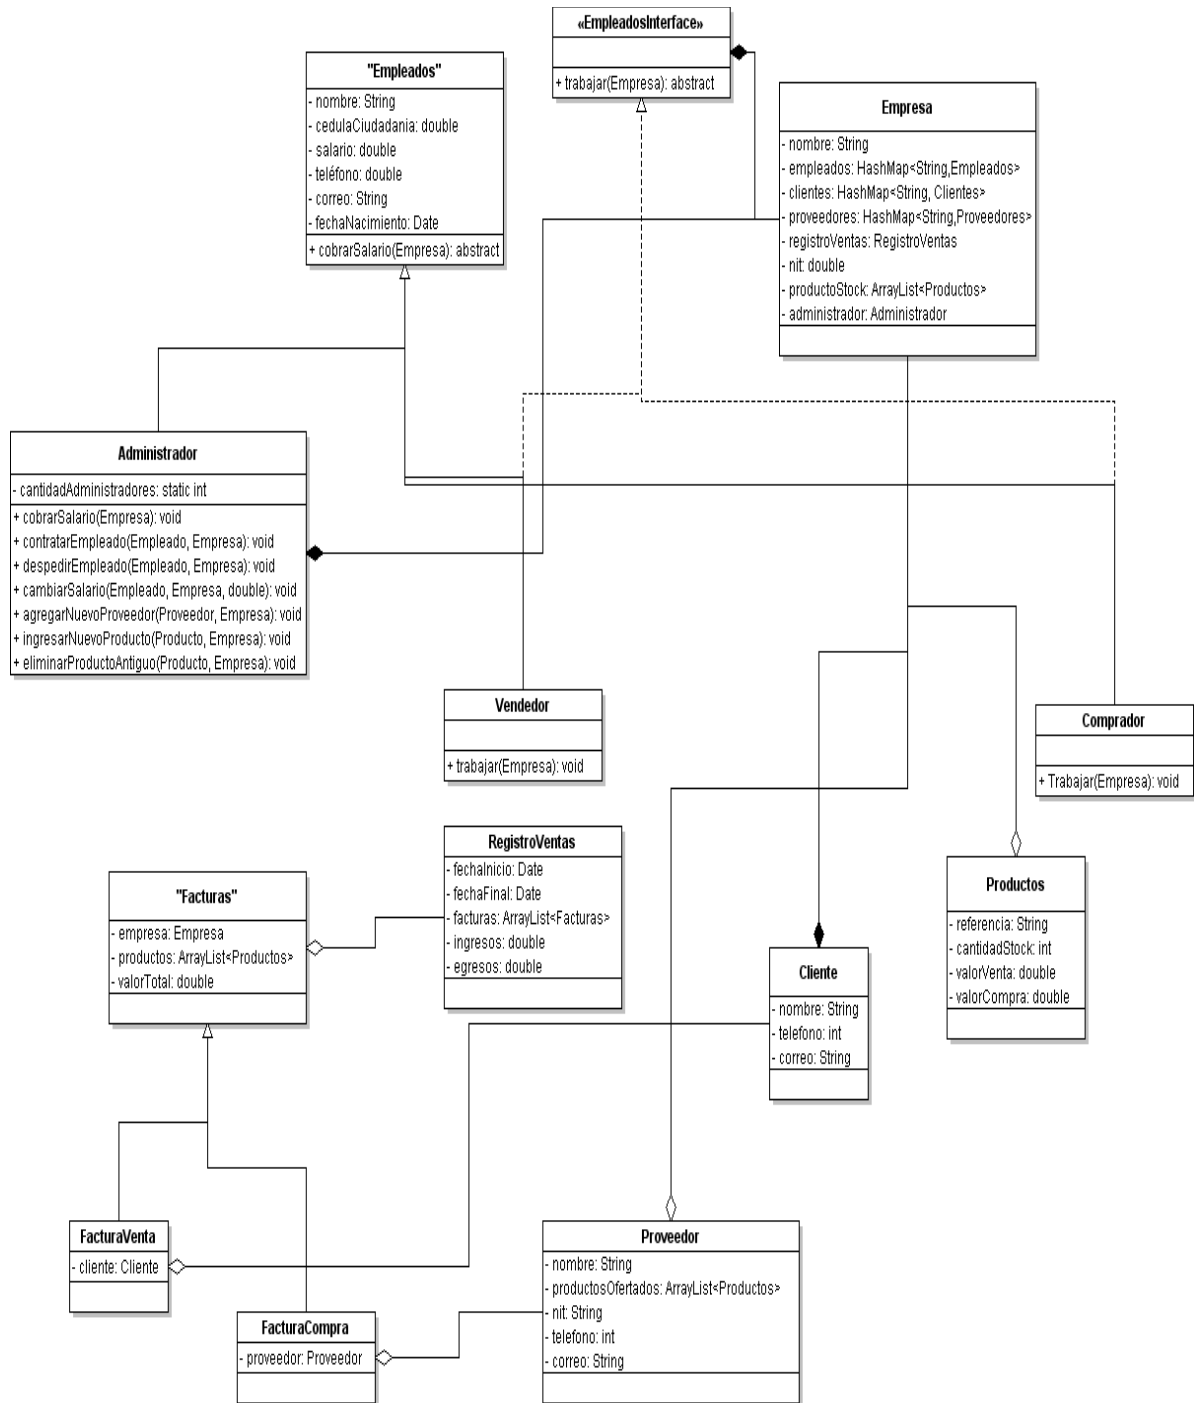 «EmpleadosInterface»
+ trabajar(Empresa): abstract
"Empleados"
- nombre: String
- cedulaCiudadania: double
- salario: double
- teléfono: double
- correo: String
- fechaNacimiento: Date
+ cobrarSalario(Empresa): abstract
Empresa
- nombre: String
- empleados: HashMap<String,Empleados>
- clientes: HashMap<String, Clientes>
- proveedores: HashMap<String,Proveedores>
- registroVentas: RegistroVentas
- nit: double
- productoStock: ArrayList<Productos>
- administrador: Administrador
Administrador
- cantidadAdministradores: static int
+ cobrarSalario(Empresa): void
+ contratarEmpleado(Empleado, Empresa): void
+ despedirEmpleado(Empleado, Empresa): void
+ cambiarSalario(Empleado, Empresa, double): void
+ agregarNuevoProveedor(Proveedor, Empresa): void
+ ingresarNuevoProducto(Producto, Empresa): void
+ eliminarProductoAntiguo(Producto, Empresa): void
Vendedor
+ trabajar(Empresa): void
Comprador
+ Trabajar(Empresa): void
RegistroVentas
- fechaInicio: Date
- fechaFinal: Date
- facturas: ArrayList<Facturas>
- ingresos: double
- egresos: double
"Facturas"
- empresa: Empresa
- productos: ArrayList<Productos>
- valorTotal: double
Productos
- referencia: String
- cantidadStock: int
- valorVenta: double
- valorCompra: double
Cliente
- nombre: String
- telefono: int
- correo: String
FacturaVenta
- cliente: Cliente
Proveedor
- nombre: String
- productosOfertados: ArrayList<Productos>
- nit: String
- telefono: int
- correo: String
FacturaCompra
- proveedor: Proveedor